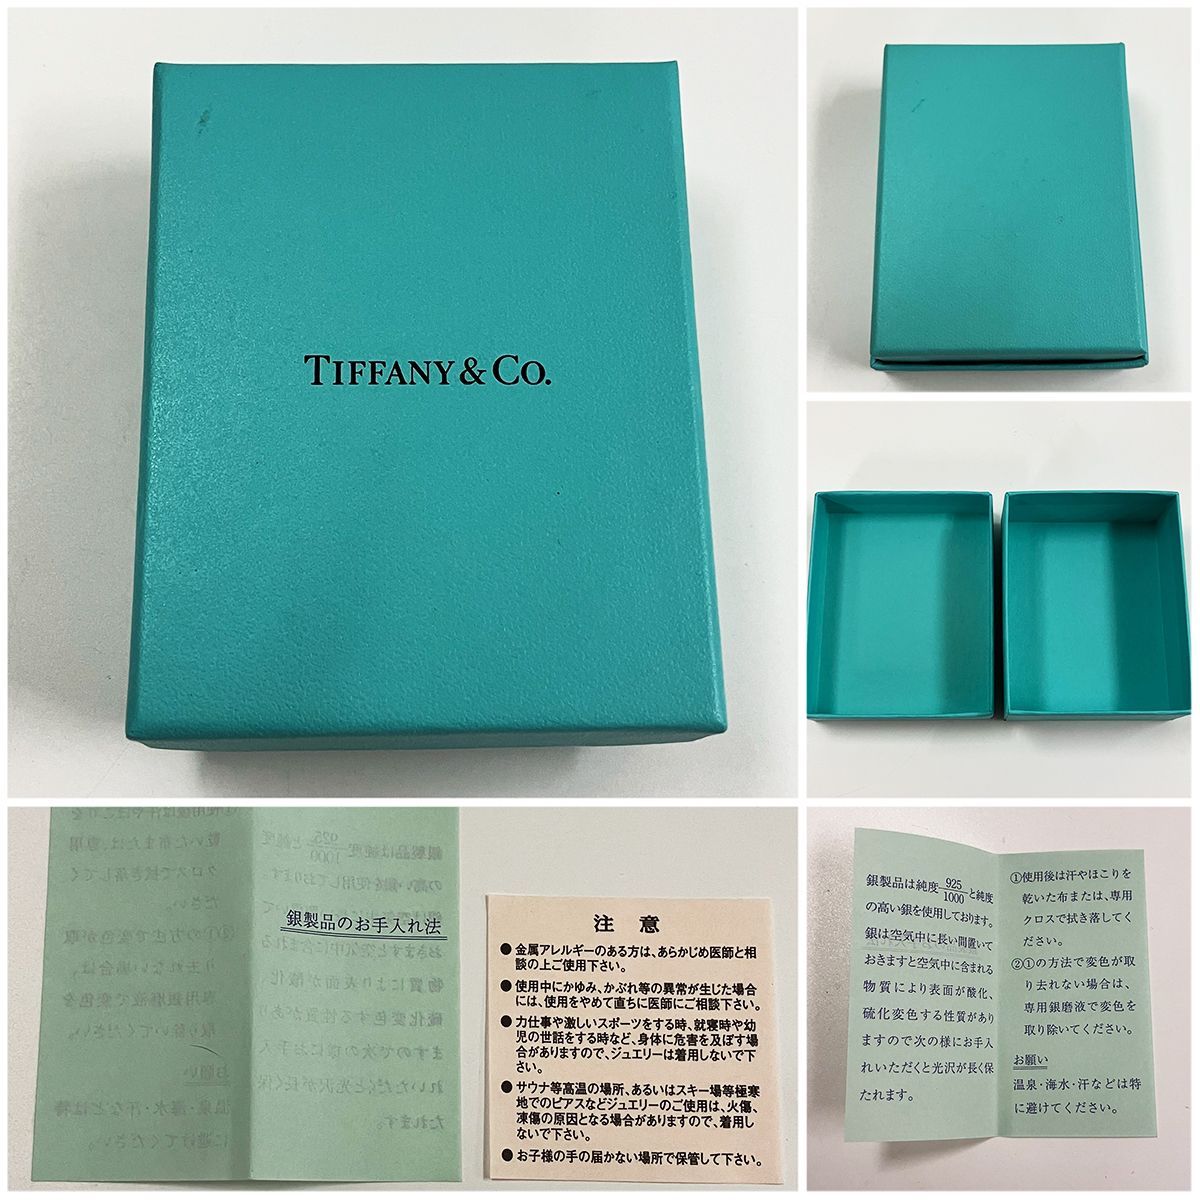 TIFFANY & CO.
銀製品のお手入れ法
注意
● 金属アレルギーのある方は、あらかじめ医師と相
談の上ご使用下さい。
● 使用中にかゆみ、かぶれ等の異常が生じた場合
には、使用をやめて直ちに医師にご相談下さい。
● 力仕事や激しいスポーツをする時、就寝時や幼
児の世話をする時など、身体に危害を及ぼす場
合がありますので、ジュエリーは着用しないで下
さい。
● サウナ等高温の場所、あるいはスキー場等極寒
地でのピアスなどジュエリーのご使用は、火傷、
凍傷の原因となる場合がありますので、着用し
ないで下さい。
● お子様の手の届かない場所で保管して下さい。
銀製品は純度925/1000と純度
の高い銀を使用しております。
銀は空気中に長い間置いて
おきますと空気中に含まれる
物質により表面が酸化、
硫化変色する性質があり
ますので次の様にお手入
れいただくと光沢が長く保
たれます。
①使用後は汗やほこりを
乾いた布または、専用
クロスで拭き落してく
ださい。
②①の方法で変色が取
り去れない場合は、
専用銀磨液で変色を
取り除いてください。
お願い
温泉・海水・汗などは特
に避けてください。